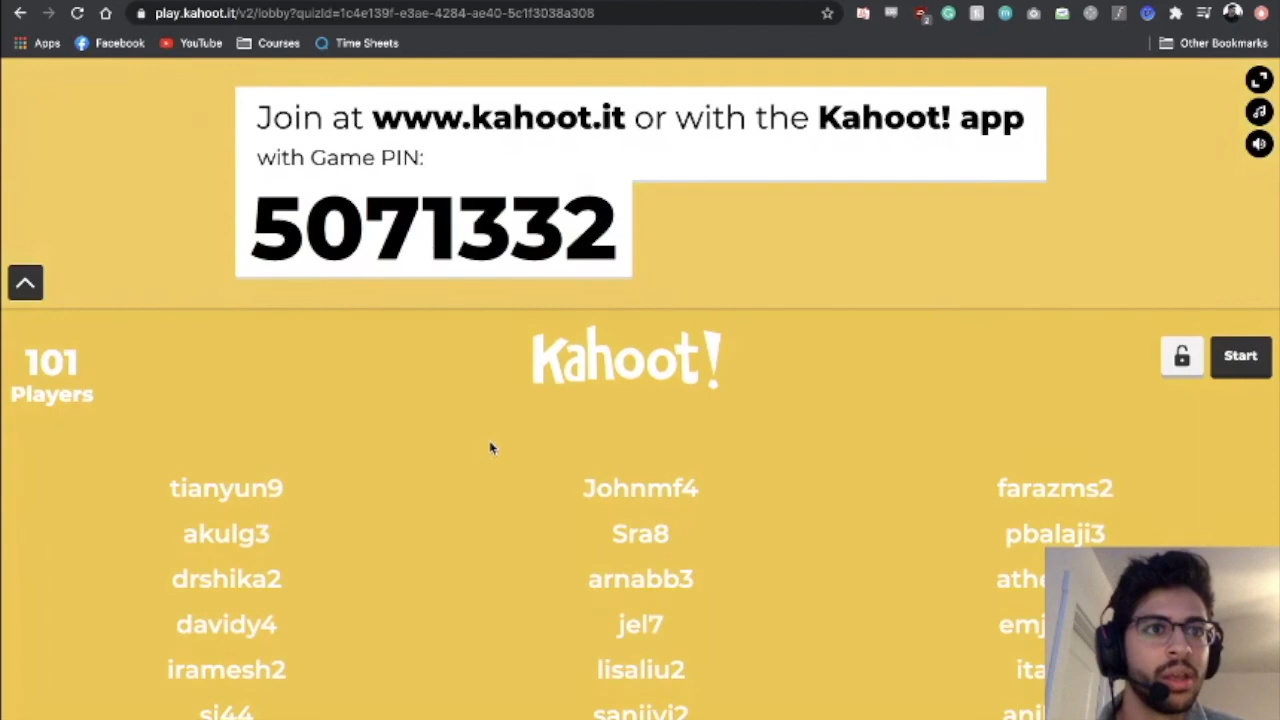 play.kahoot.it/v2/lobby?quizId=1c4e139f-e3ae-4284-ae40-5c1f3038a308
Apps Facebook YouTube Courses Time Sheets Other Bookmarks
Join at www.kahoot.it or with the Kahoot! app
with Game PIN:
5071332
101
Players
Kahoot!
Start
tianyun9 Johnmf4 farazms2
akulg3 Sra8 pbalaji3
drshika2 arnabb3
davidy4 jel7
iramesh2 lisaliu2